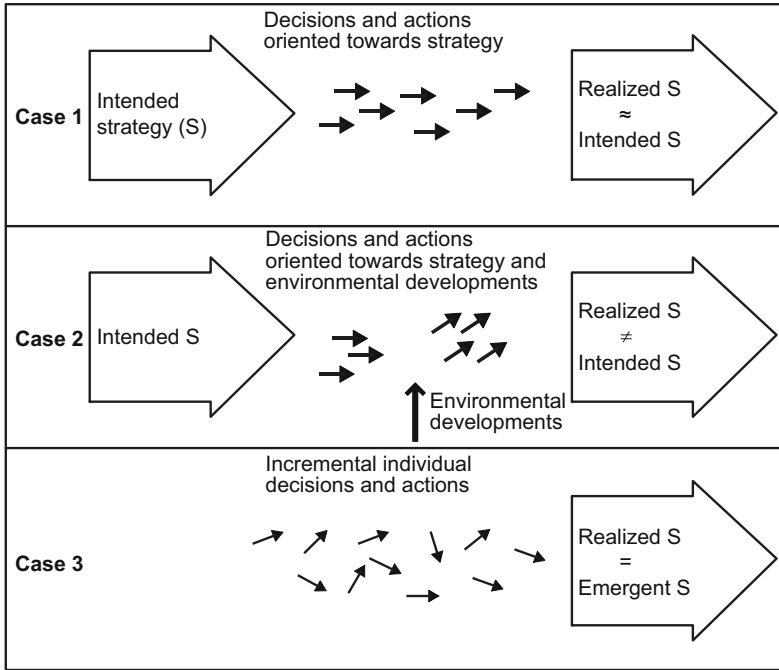 Decisions and actions
oriented towards strategy
Case 1
Intended
strategy (S)
Realized S
≈
Intended S
Decisions and actions
oriented towards strategy and
environmental developments
Case 2
Intended S
Realized S
≠
Intended S
Environmental
developments
Incremental individual
decisions and actions
Case 3
Realized S
=
Emergent S